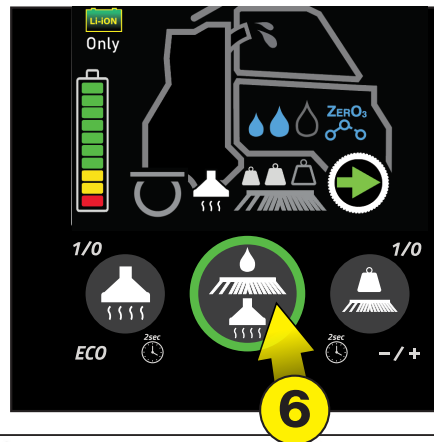 Li-ION
Only
ZERO₃
1/0
1/0
2sec
2sec
ECO
-/+
6